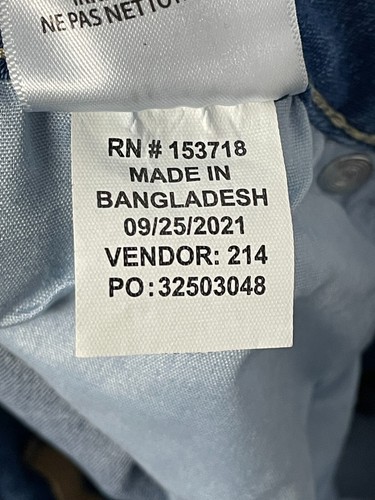 NE PAS NETTO
RN # 153718
MADE IN
BANGLADESH
09/25/2021
VENDOR: 214
PO: 32503048